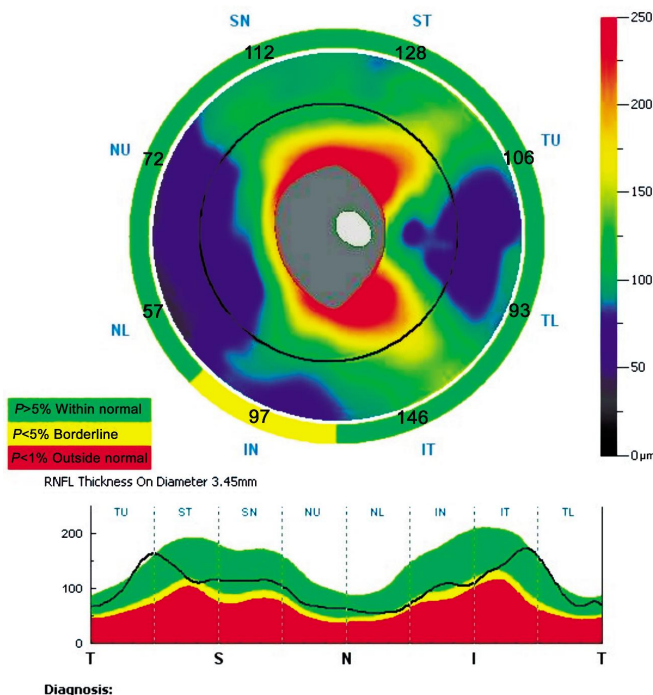 SN
ST
112
128
250
NU
TU
72
106
200
150
NL
TL
57
93
100
50
0 µm
97
146
IN
IT
P>5% Within normal
P<5% Borderline
P<1% Outside normal
RNFL Thickness On Diameter 3.45mm
TU ST SN NU NL IN IT TL
200
100
0
T S N I T
Diagnosis: